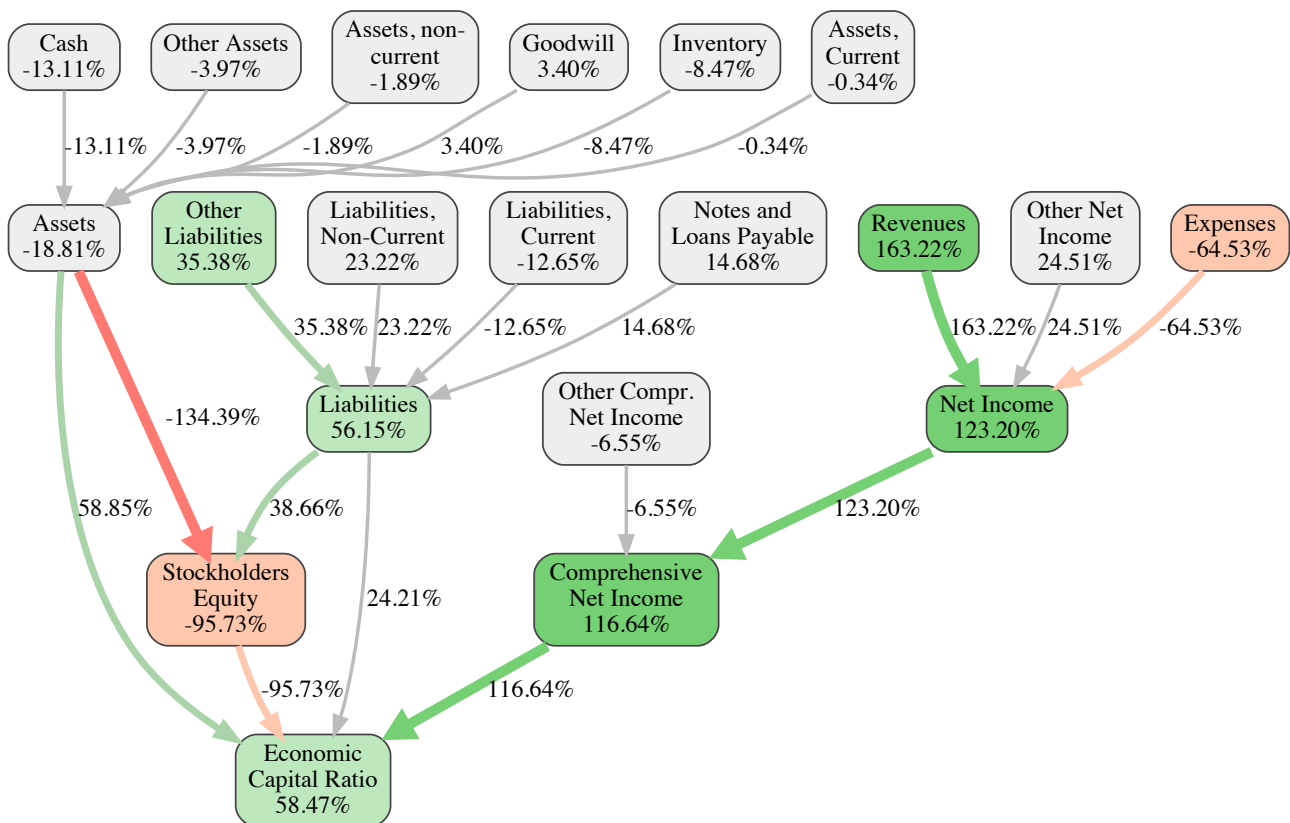 Cash
-13.11%
Other Assets
-3.97%
Assets, non-
current
-1.89%
Goodwill
3.40%
Inventory
-8.47%
Assets,
Current
-0.34%
-13.11%
-3.97%
-1.89%
3.40%
-8.47%
-0.34%
Assets
-18.81%
Other
Liabilities
35.38%
Liabilities,
Non-Current
23.22%
Liabilities,
Current
-12.65%
Notes and
Loans Payable
14.68%
Revenues
163.22%
Other Net
Income
24.51%
Expenses
-64.53%
35.38%
23.22%
-12.65%
14.68%
163.22%
24.51%
-64.53%
-134.39%
Liabilities
56.15%
Other Compr.
Net Income
-6.55%
Net Income
123.20%
58.85%
38.66%
-6.55%
123.20%
Stockholders
Equity
-95.73%
24.21%
Comprehensive
Net Income
116.64%
-95.73%
116.64%
Economic
Capital Ratio
58.47%